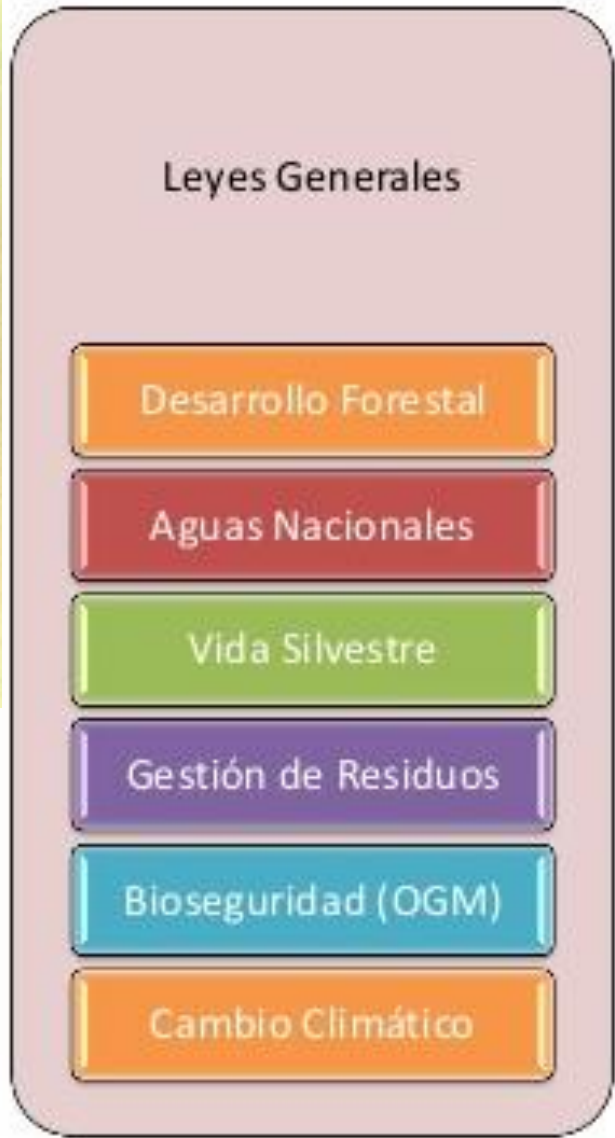 Leyes Generales
Desarrollo Forestal
Aguas Nacionales
Vida Silvestre
Gestión de Residuos
Bioseguridad (OGM)
Cambio Climático